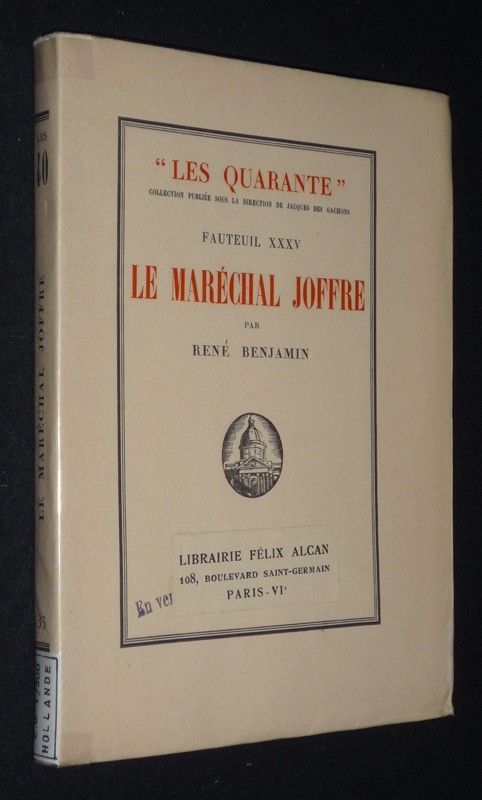 “LES QUARANTE”
COLLECTION PUBLIÉE SOUS LA DIRECTION DE JACQUES DES GACHONS
FAUTEUIL XXXV
LE MARÉCHAL JOFFRE
PAR
RENÉ BENJAMIN
LIBRAIRIE FÉLIX ALCAN
108, BOULEVARD SAINT-GERMAIN
PARIS-VIᵉ
En ve
LES
40
LE MARÉCHAL JOFFRE
35
HOLLANDE